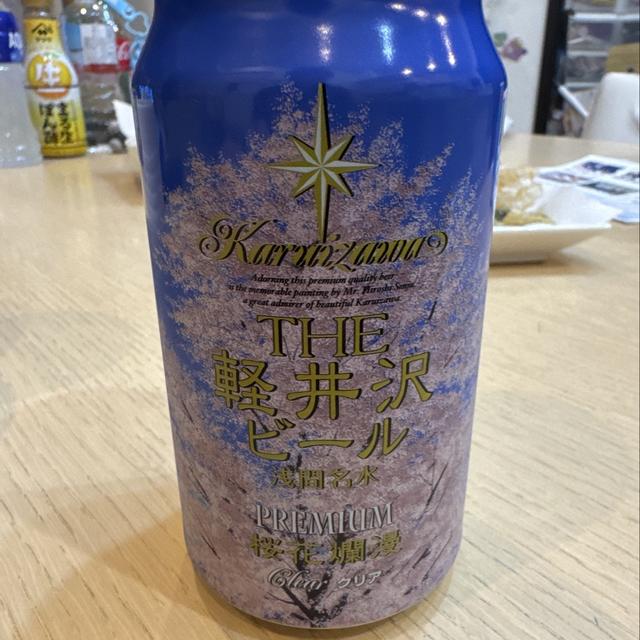 Karuizawa
Adorning this premium quality beer
is the memorable painting by Mr. Hiroshi Senju
a great admirer of beautiful Karuizawa
THE
軽井沢
ビール
浅間名水
PREMIUM
桜花爛漫
Clear クリア
生